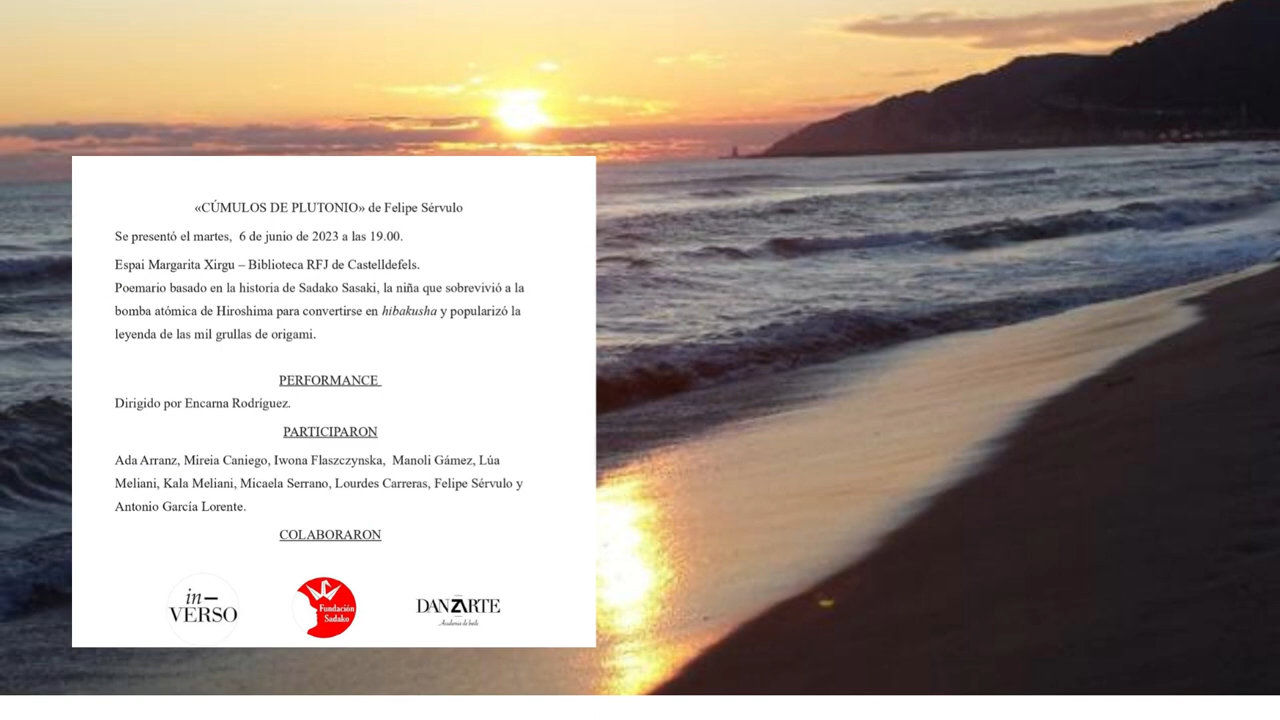 «CÚMULOS DE PLUTONIO» de Felipe Sérvulo
Se presentó el martes,  6 de junio de 2023 a las 19.00.
Espai Margarita Xirgu – Biblioteca RFJ de Castelldefels.
Poemario basado en la historia de Sadako Sasaki, la niña que sobrevivió a la
bomba atómica de Hiroshima para convertirse en hibakusha y popularizó la
leyenda de las mil grullas de origami.
PERFORMANCE
Dirigido por Encarna Rodríguez.
PARTICIPARON
Ada Arranz, Mireia Caniego, Iwona Flaszczynska,  Manoli Gámez, Lúa
Meliani, Kala Meliani, Micaela Serrano, Lourdes Carreras, Felipe Sérvulo y
Antonio García Lorente.
COLABORARON
in–
VERSO
Fundación
Sadako
DANZARTE
Academia de baile